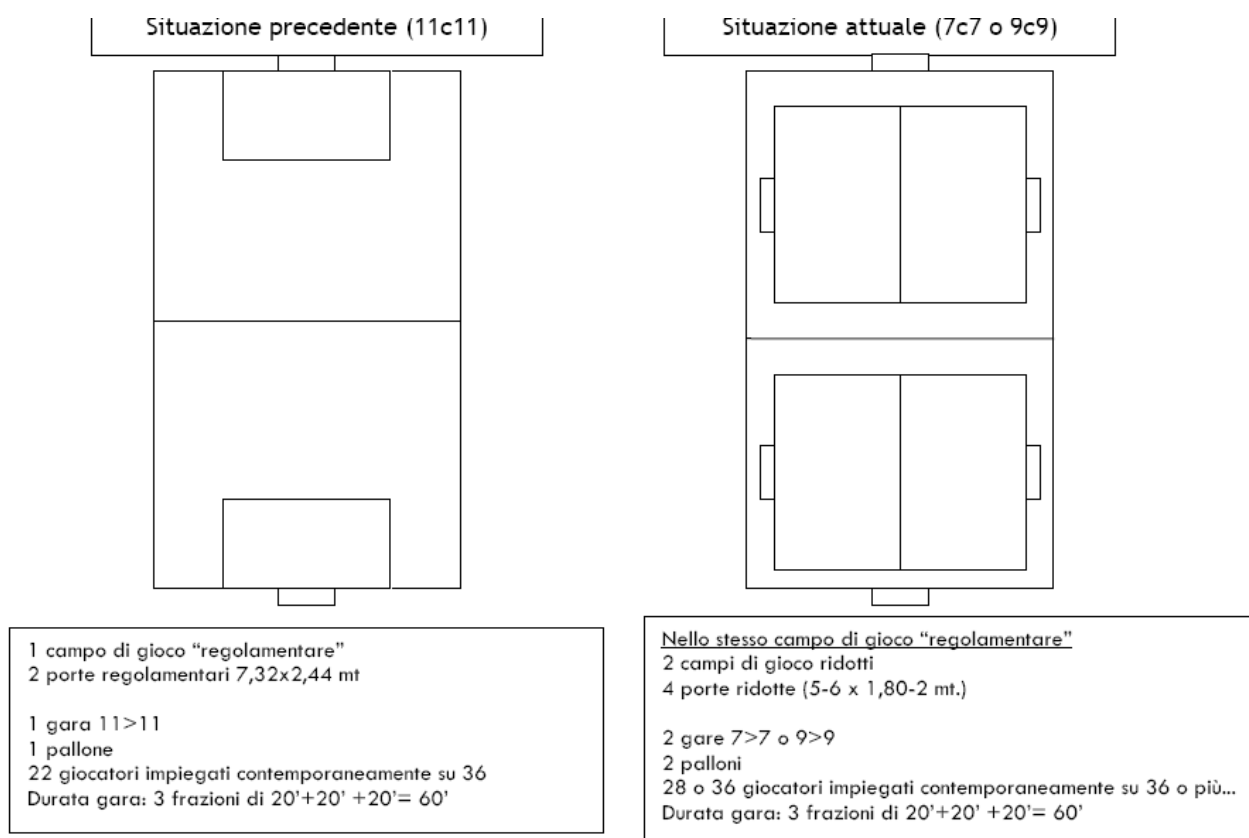 Situazione precedente (11c11)
1 campo di gioco “regolamentare”
2 porte regolamentari 7,32x2,44 mt
1 gara 11>11
1 pallone
22 giocatori impiegati contemporaneamente su 36
Durata gara: 3 frazioni di 20’+20’ +20’= 60’
Situazione attuale (7c7 o 9c9)
Nello stesso campo di gioco “regolamentare”
2 campi di gioco ridotti
4 porte ridotte (5-6 x 1,80-2 mt.)
2 gare 7>7 o 9>9
2 palloni
28 o 36 giocatori impiegati contemporaneamente su 36 o più...
Durata gara: 3 frazioni di 20’+20’ +20’= 60’